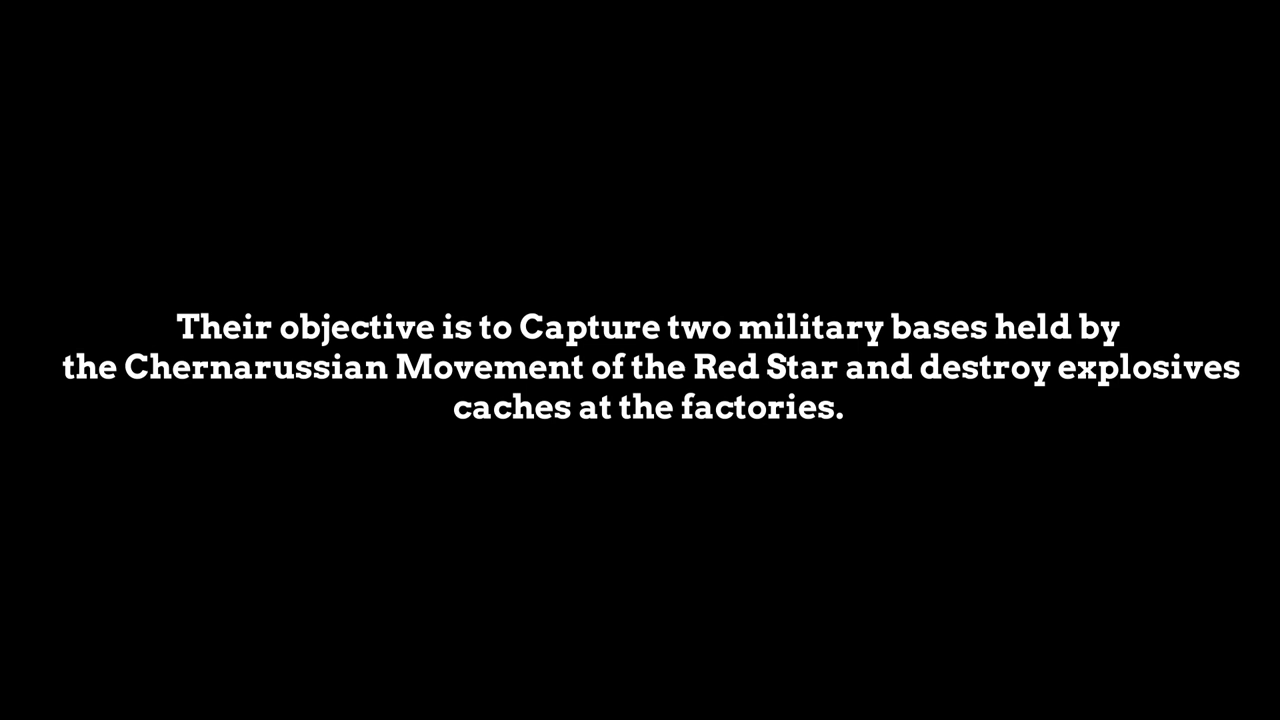 Their objective is to Capture two military bases held by
the Chernarussian Movement of the Red Star and destroy explosives
caches at the factories.